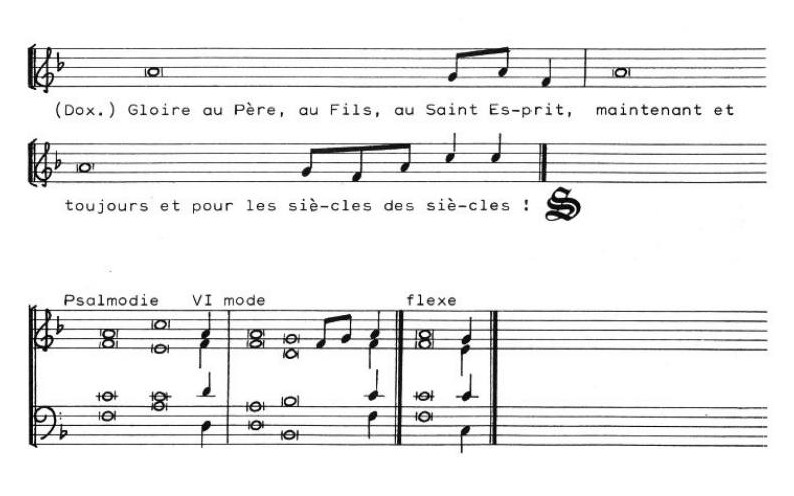 (Dox.) Gloire au Père, au Fils, au Saint Es-prit, maintenant et
toujours et pour les siè-cles des siè-cles !
S
Psalmodie VI mode flexe